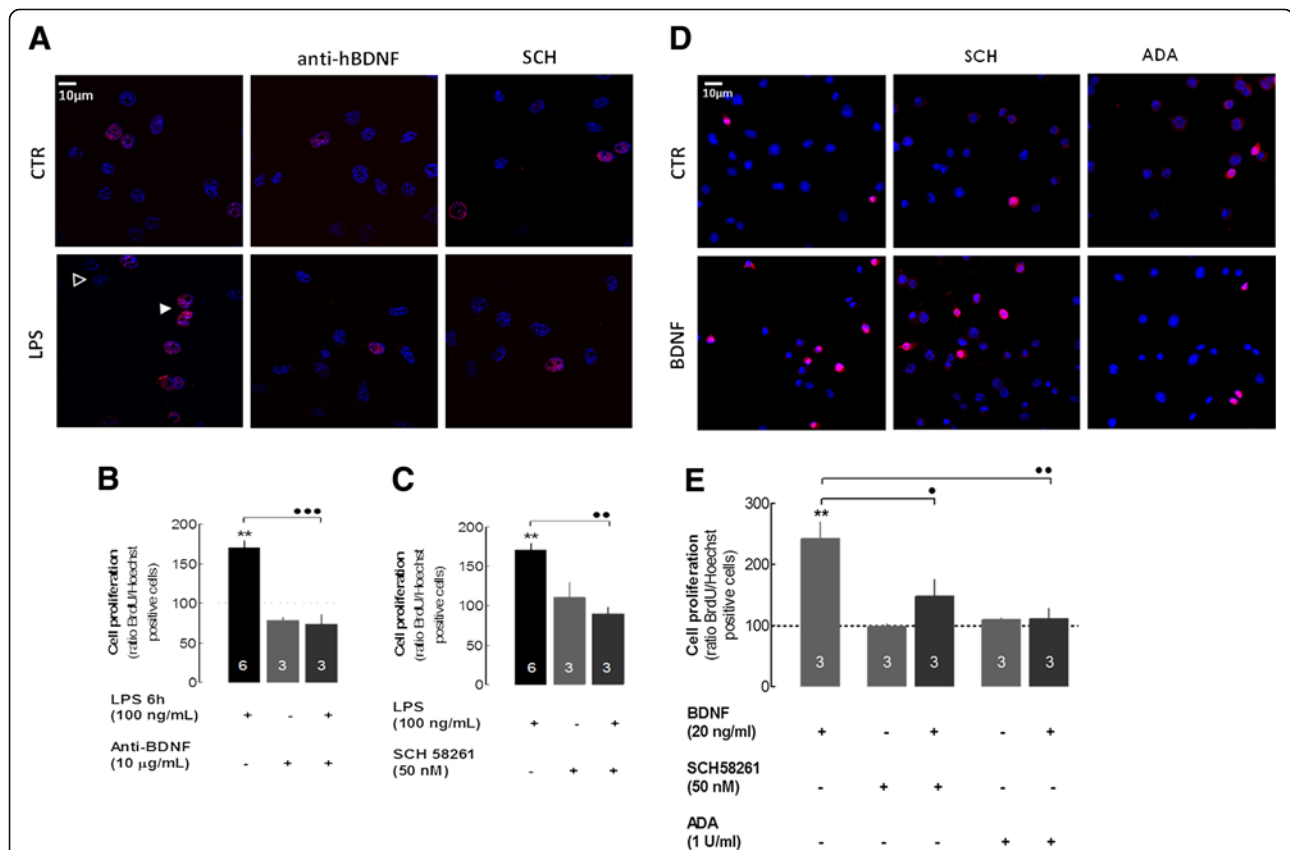 A
anti-hBDNF
SCH
10µm
CTR
LPS
D
SCH
ADA
10µm
CTR
BDNF
B
•••
**
Cell proliferation
(ratio BrdU/Hoechst
positive cells)
200
150
100
50
0
6
3
3
LPS 6h
(100 ng/mL)
+
-
+
Anti-BDNF
(10 µg/mL)
-
+
+
C
••
**
Cell proliferation
(ratio BrdU/Hoechst
positive cells)
200
150
100
50
0
6
3
3
LPS
(100 ng/mL)
+
-
+
SCH 58261
(50 nM)
-
+
+
E
••
•
**
Cell proliferation
(ratio BrdU/Hoechst
positive cells)
300
200
100
0
3
3
3
3
3
BDNF
(20 ng/ml)
+
-
+
-
+
SCH58261
(50 nM)
-
+
+
-
-
ADA
(1 U/ml)
-
-
-
+
+